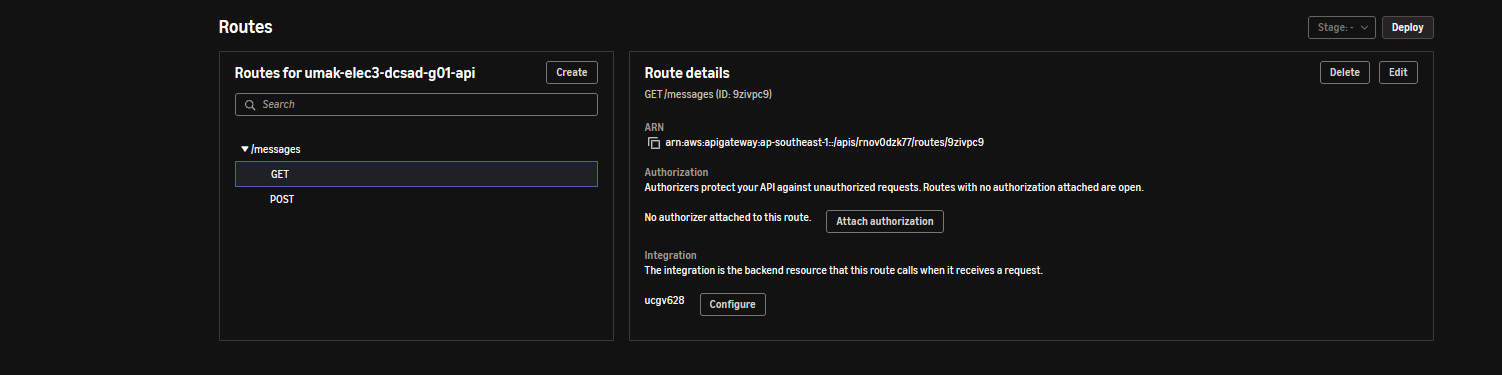 Routes
Stage: -
Deploy
Routes for umak-elec3-dcsad-g01-api
Create
Search
/messages
GET
POST
Route details
Delete
Edit
GET /messages (ID: 9zivpc9)
ARN
arn:aws:apigateway:ap-southeast-1::/apis/rnov0dzk77/routes/9zivpc9
Authorization
Authorizers protect your API against unauthorized requests. Routes with no authorization attached are open.
No authorizer attached to this route.
Attach authorization
Integration
The integration is the backend resource that this route calls when it receives a request.
ucgv628
Configure